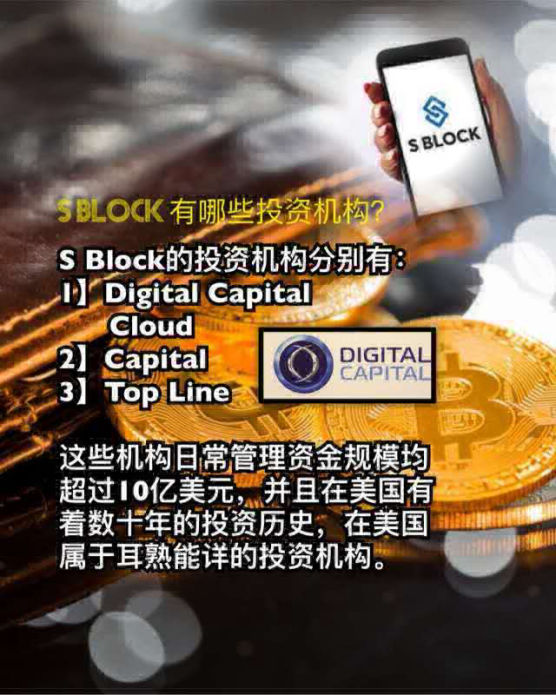 S BLOCK
S BLOCK 有哪些投资机构?
S Block的投资机构分别有：
1】Digital Capital
Cloud
2】Capital
3】Top Line
DIGITAL
CAPITAL
这些机构日常管理资金规模均
超过10亿美元，并且在美国有
着数十年的投资历史，在美国
属于耳熟能详的投资机构。